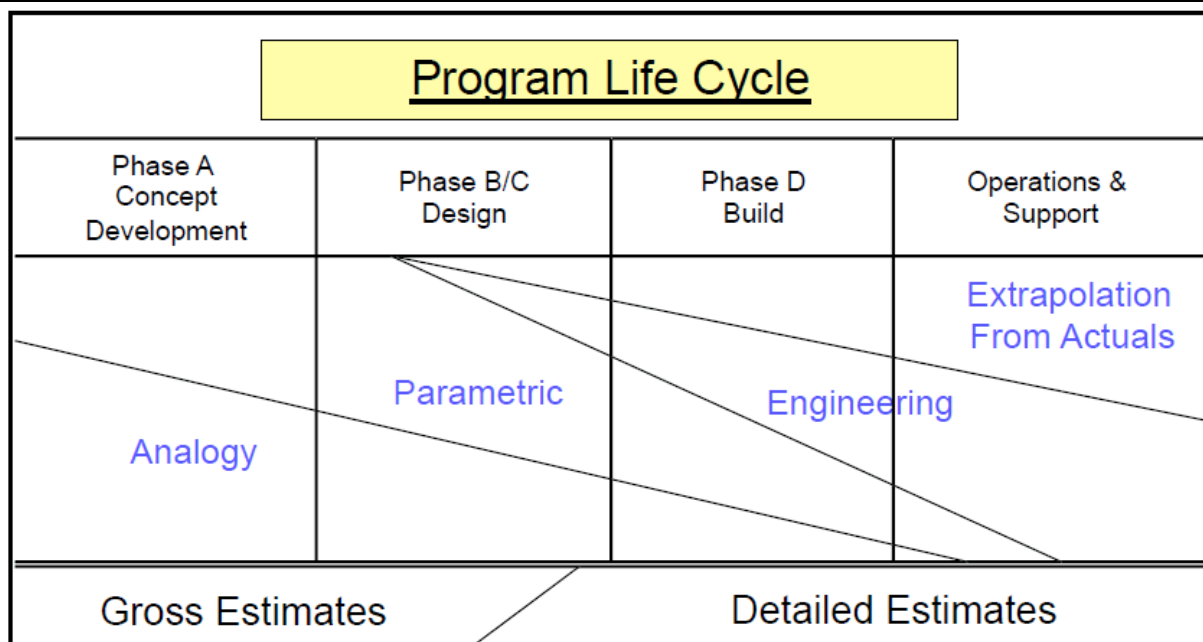 Program Life Cycle
Phase A
Concept
Development
Phase B/C
Design
Phase D
Build
Operations &
Support
Extrapolation
From Actuals
Parametric
Engineering
Analogy
Gross Estimates
Detailed Estimates